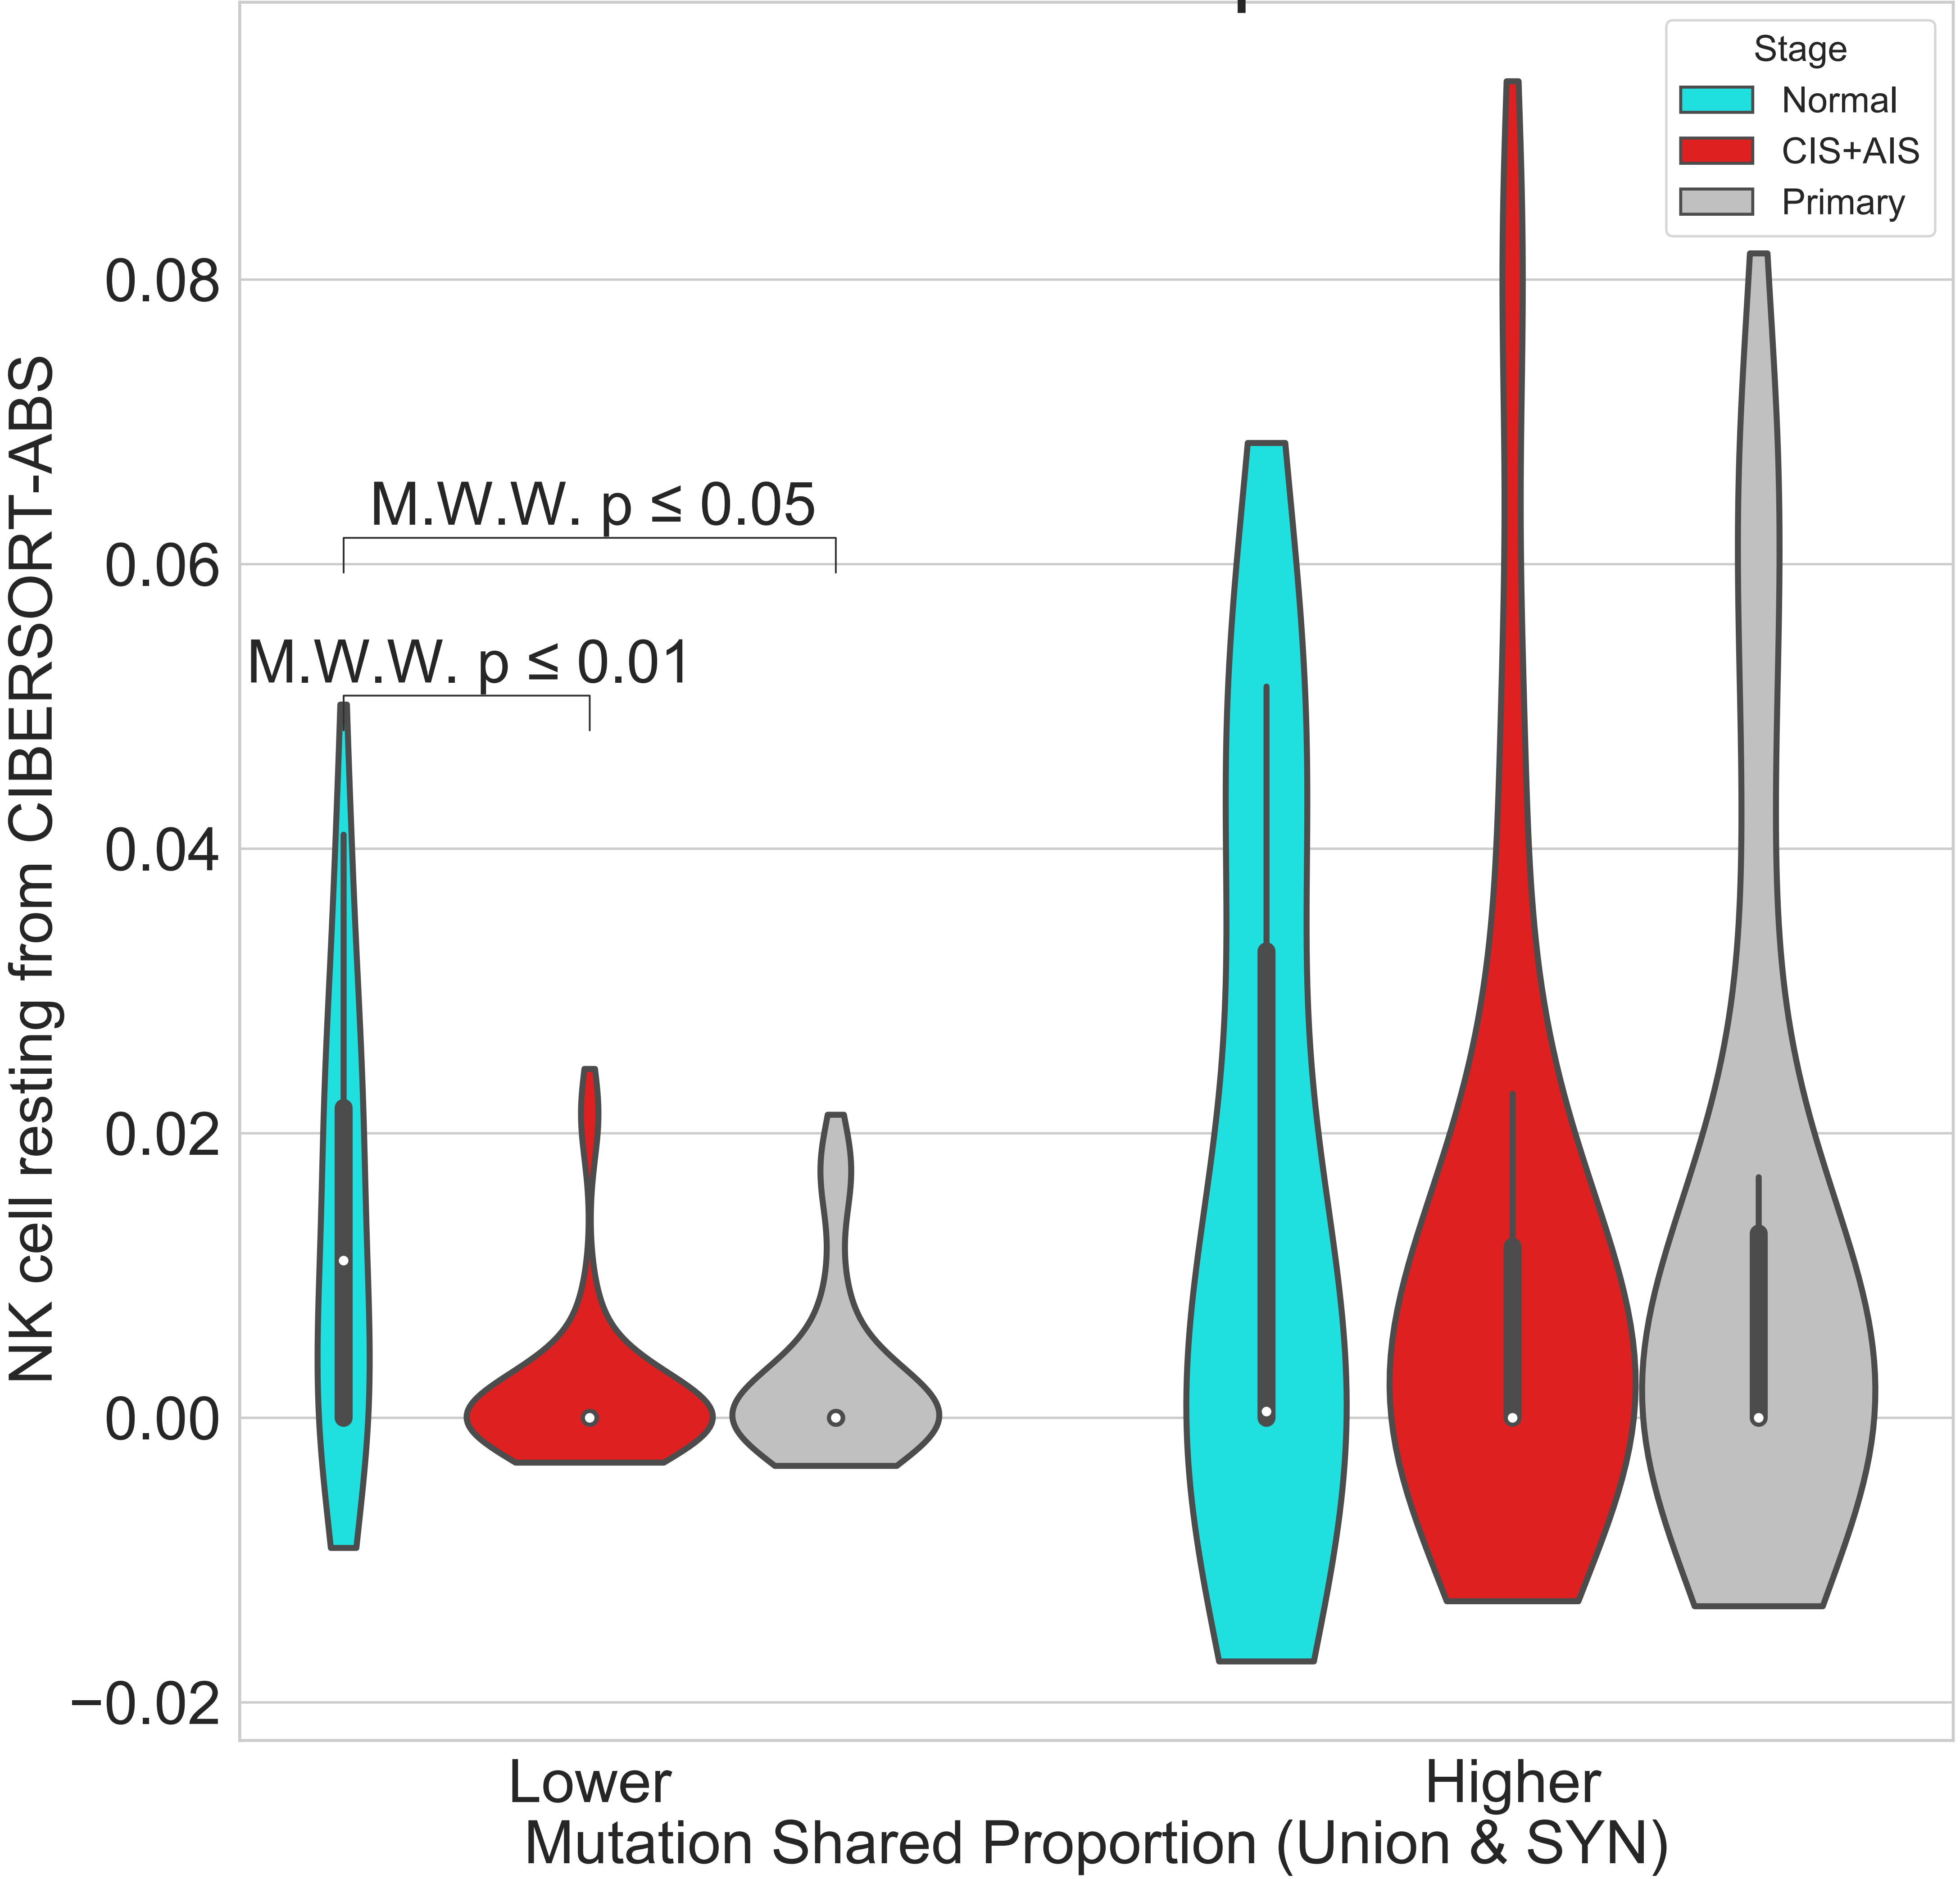 Stage
Normal
CIS+AIS
Primary
NK cell resting from CIBERSORT-ABS
0.08
0.06
0.04
0.02
0.00
−0.02
M.W.W. p ≤ 0.05
M.W.W. p ≤ 0.01
Lower
Higher
Mutation Shared Proportion (Union & SYN)